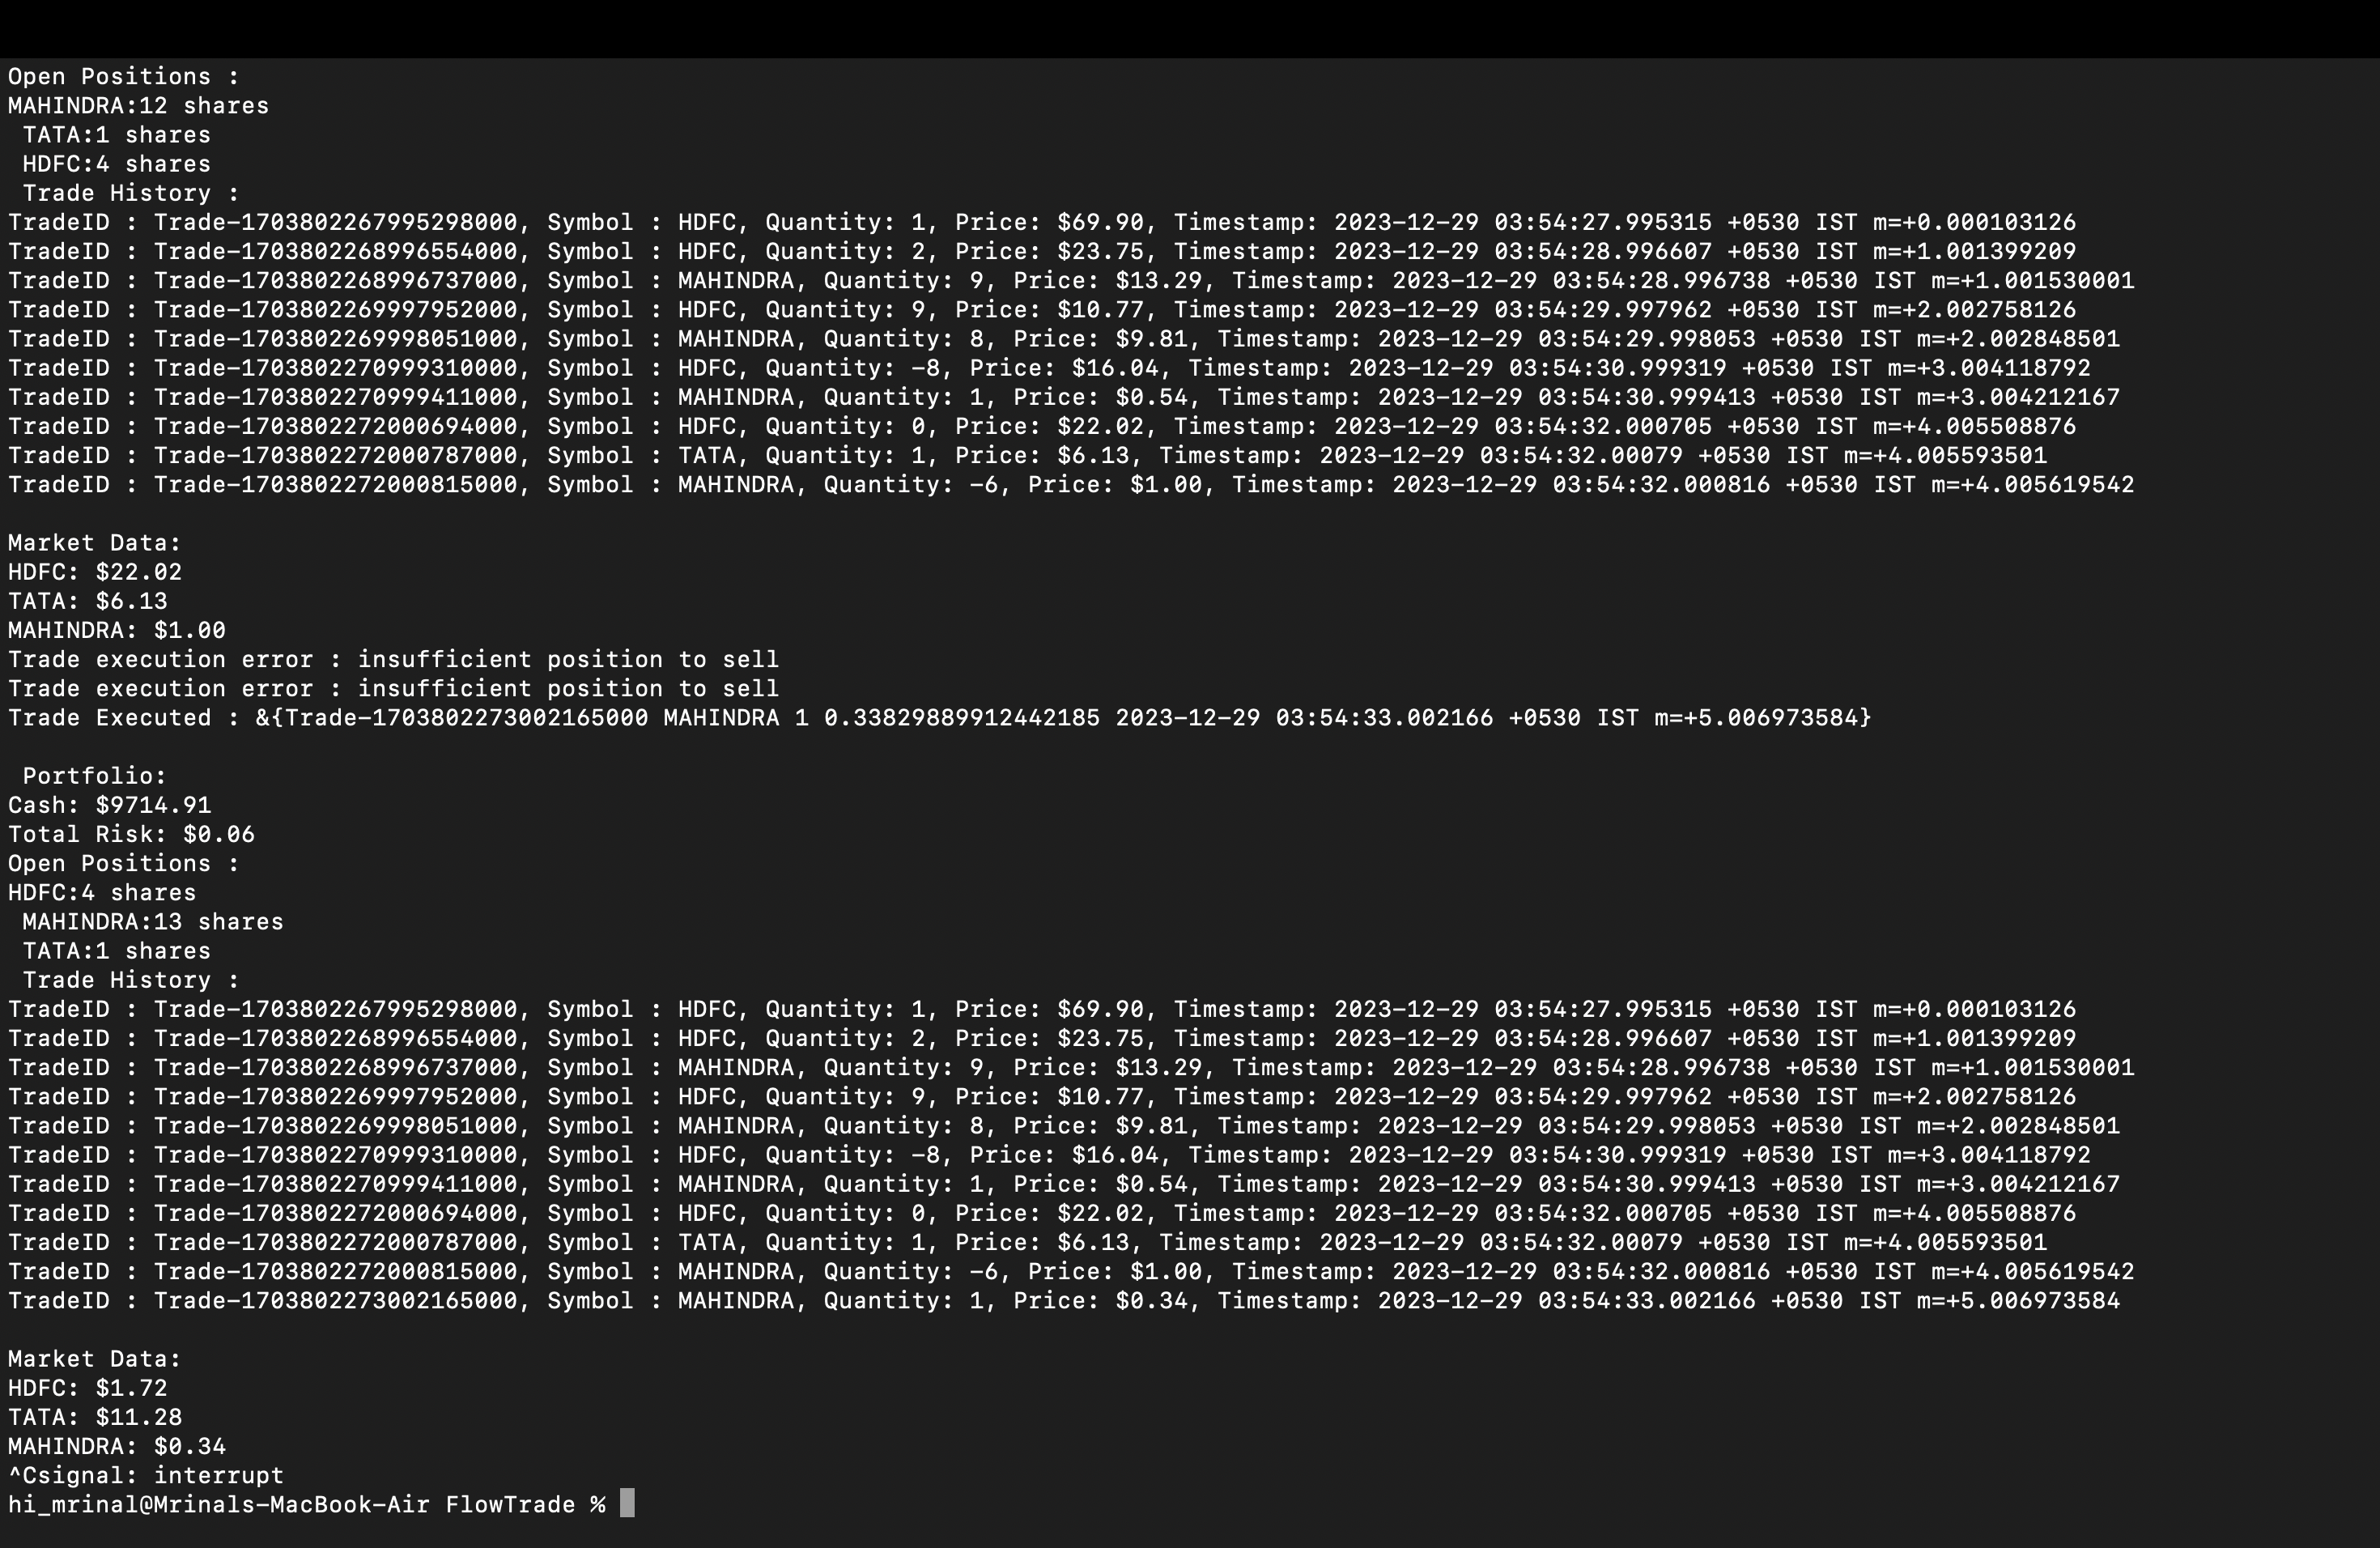 Open Positions :
MAHINDRA:12 shares
 TATA:1 shares
 HDFC:4 shares
 Trade History :
TradeID : Trade-1703802267995298000, Symbol : HDFC, Quantity: 1, Price: $69.90, Timestamp: 2023-12-29 03:54:27.995315 +0530 IST m=+0.000103126
TradeID : Trade-1703802268996554000, Symbol : HDFC, Quantity: 2, Price: $23.75, Timestamp: 2023-12-29 03:54:28.996607 +0530 IST m=+1.001399209
TradeID : Trade-1703802268996737000, Symbol : MAHINDRA, Quantity: 9, Price: $13.29, Timestamp: 2023-12-29 03:54:28.996738 +0530 IST m=+1.001530001
TradeID : Trade-1703802269997952000, Symbol : HDFC, Quantity: 9, Price: $10.77, Timestamp: 2023-12-29 03:54:29.997962 +0530 IST m=+2.002758126
TradeID : Trade-1703802269998051000, Symbol : MAHINDRA, Quantity: 8, Price: $9.81, Timestamp: 2023-12-29 03:54:29.998053 +0530 IST m=+2.002848501
TradeID : Trade-1703802270999310000, Symbol : HDFC, Quantity: -8, Price: $16.04, Timestamp: 2023-12-29 03:54:30.999319 +0530 IST m=+3.004118792
TradeID : Trade-1703802270999411000, Symbol : MAHINDRA, Quantity: 1, Price: $0.54, Timestamp: 2023-12-29 03:54:30.999413 +0530 IST m=+3.004212167
TradeID : Trade-1703802272000694000, Symbol : HDFC, Quantity: 0, Price: $22.02, Timestamp: 2023-12-29 03:54:32.000705 +0530 IST m=+4.005508876
TradeID : Trade-1703802272000787000, Symbol : TATA, Quantity: 1, Price: $6.13, Timestamp: 2023-12-29 03:54:32.00079 +0530 IST m=+4.005593501
TradeID : Trade-1703802272000815000, Symbol : MAHINDRA, Quantity: -6, Price: $1.00, Timestamp: 2023-12-29 03:54:32.000816 +0530 IST m=+4.005619542

Market Data:
HDFC: $22.02
TATA: $6.13
MAHINDRA: $1.00
Trade execution error : insufficient position to sell
Trade execution error : insufficient position to sell
Trade Executed : &{Trade-1703802273002165000 MAHINDRA 1 0.33829889912442185 2023-12-29 03:54:33.002166 +0530 IST m=+5.006973584}

 Portfolio:
Cash: $9714.91
Total Risk: $0.06
Open Positions :
HDFC:4 shares
 MAHINDRA:13 shares
 TATA:1 shares
 Trade History :
TradeID : Trade-1703802267995298000, Symbol : HDFC, Quantity: 1, Price: $69.90, Timestamp: 2023-12-29 03:54:27.995315 +0530 IST m=+0.000103126
TradeID : Trade-1703802268996554000, Symbol : HDFC, Quantity: 2, Price: $23.75, Timestamp: 2023-12-29 03:54:28.996607 +0530 IST m=+1.001399209
TradeID : Trade-1703802268996737000, Symbol : MAHINDRA, Quantity: 9, Price: $13.29, Timestamp: 2023-12-29 03:54:28.996738 +0530 IST m=+1.001530001
TradeID : Trade-1703802269997952000, Symbol : HDFC, Quantity: 9, Price: $10.77, Timestamp: 2023-12-29 03:54:29.997962 +0530 IST m=+2.002758126
TradeID : Trade-1703802269998051000, Symbol : MAHINDRA, Quantity: 8, Price: $9.81, Timestamp: 2023-12-29 03:54:29.998053 +0530 IST m=+2.002848501
TradeID : Trade-1703802270999310000, Symbol : HDFC, Quantity: -8, Price: $16.04, Timestamp: 2023-12-29 03:54:30.999319 +0530 IST m=+3.004118792
TradeID : Trade-1703802270999411000, Symbol : MAHINDRA, Quantity: 1, Price: $0.54, Timestamp: 2023-12-29 03:54:30.999413 +0530 IST m=+3.004212167
TradeID : Trade-1703802272000694000, Symbol : HDFC, Quantity: 0, Price: $22.02, Timestamp: 2023-12-29 03:54:32.000705 +0530 IST m=+4.005508876
TradeID : Trade-1703802272000787000, Symbol : TATA, Quantity: 1, Price: $6.13, Timestamp: 2023-12-29 03:54:32.00079 +0530 IST m=+4.005593501
TradeID : Trade-1703802272000815000, Symbol : MAHINDRA, Quantity: -6, Price: $1.00, Timestamp: 2023-12-29 03:54:32.000816 +0530 IST m=+4.005619542
TradeID : Trade-1703802273002165000, Symbol : MAHINDRA, Quantity: 1, Price: $0.34, Timestamp: 2023-12-29 03:54:33.002166 +0530 IST m=+5.006973584

Market Data:
HDFC: $1.72
TATA: $11.28
MAHINDRA: $0.34
^Csignal: interrupt
hi_mrinal@Mrinals-MacBook-Air FlowTrade %